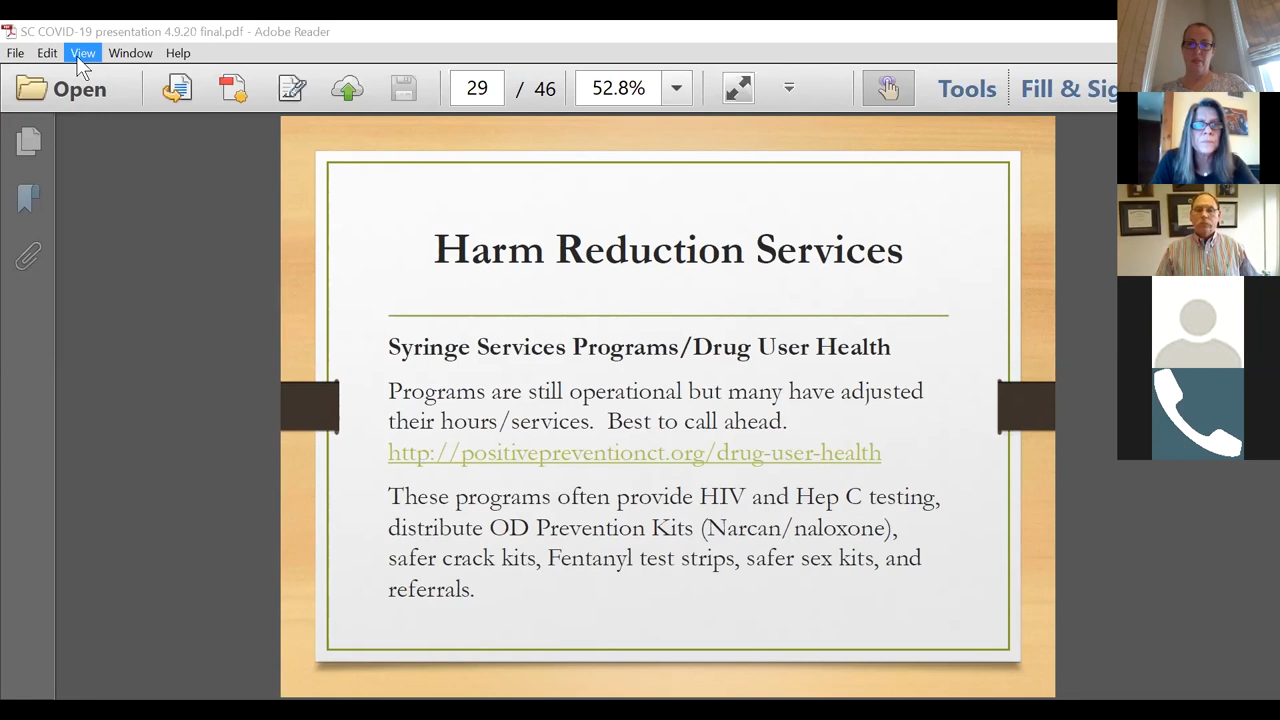 SC COVID-19 presentation 4.9.20 final.pdf - Adobe Reader
File Edit View Window Help
Open 29 / 46 52.8% Tools Fill & Sig
Harm Reduction Services
Syringe Services Programs/Drug User Health
Programs are still operational but many have adjusted
their hours/services. Best to call ahead.
http://positivepreventionct.org/drug-user-health
These programs often provide HIV and Hep C testing,
distribute OD Prevention Kits (Narcan/naloxone),
safer crack kits, Fentanyl test strips, safer sex kits, and
referrals.